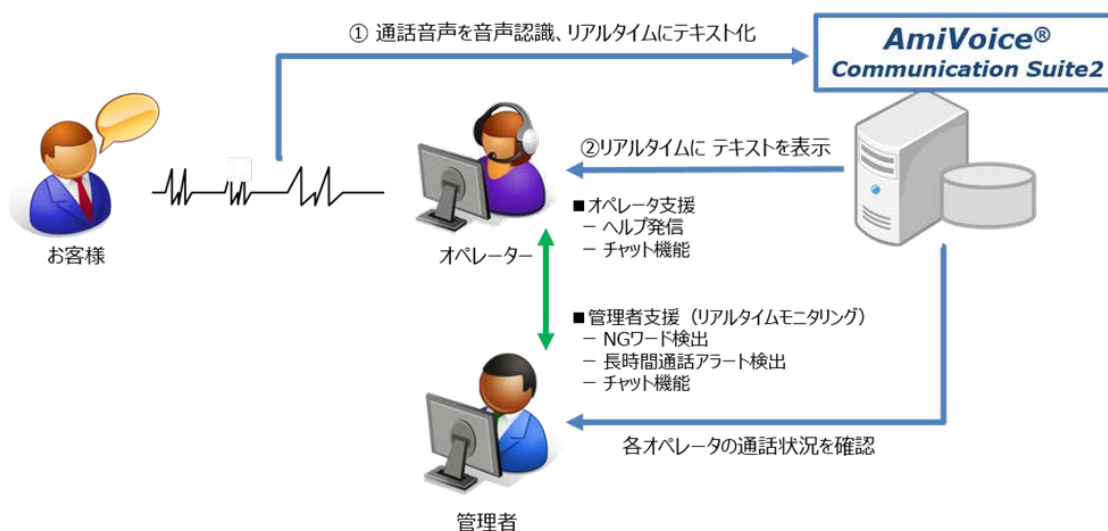 ① 通話音声を音声認識、リアルタイムにテキスト化
AmiVoice®
Communication Suite2
②リアルタイムに テキストを表示
お客様
オペレーター
■オペレータ支援
－ ヘルプ発信
－ チャット機能
■管理者支援（リアルタイムモニタリング）
－ NGワード検出
－ 長時間通話アラート検出
－ チャット機能
各オペレータの通話状況を確認
管理者